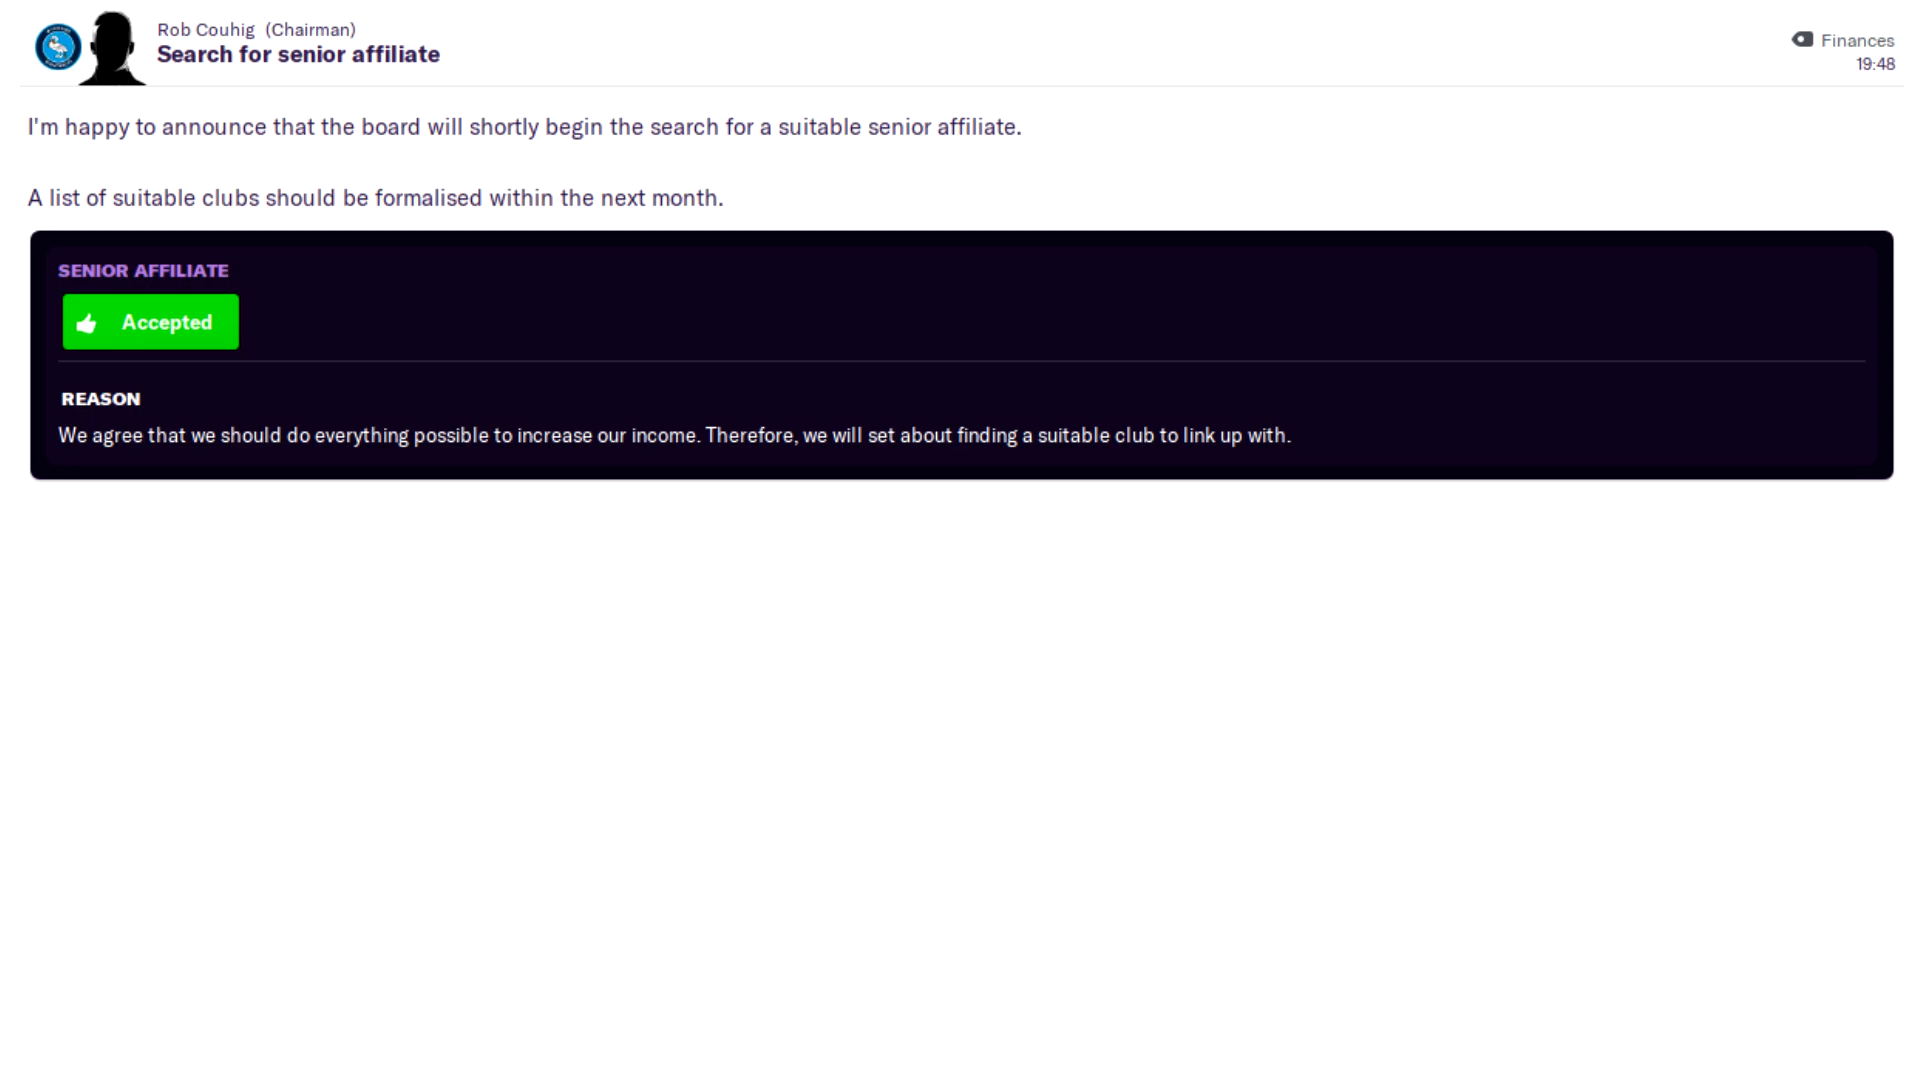 Rob Couhig (Chairman)
Search for senior affiliate
Finances
19:48
I'm happy to announce that the board will shortly begin the search for a suitable senior affiliate.
A list of suitable clubs should be formalised within the next month.
SENIOR AFFILIATE
Accepted
REASON
We agree that we should do everything possible to increase our income. Therefore, we will set about finding a suitable club to link up with.